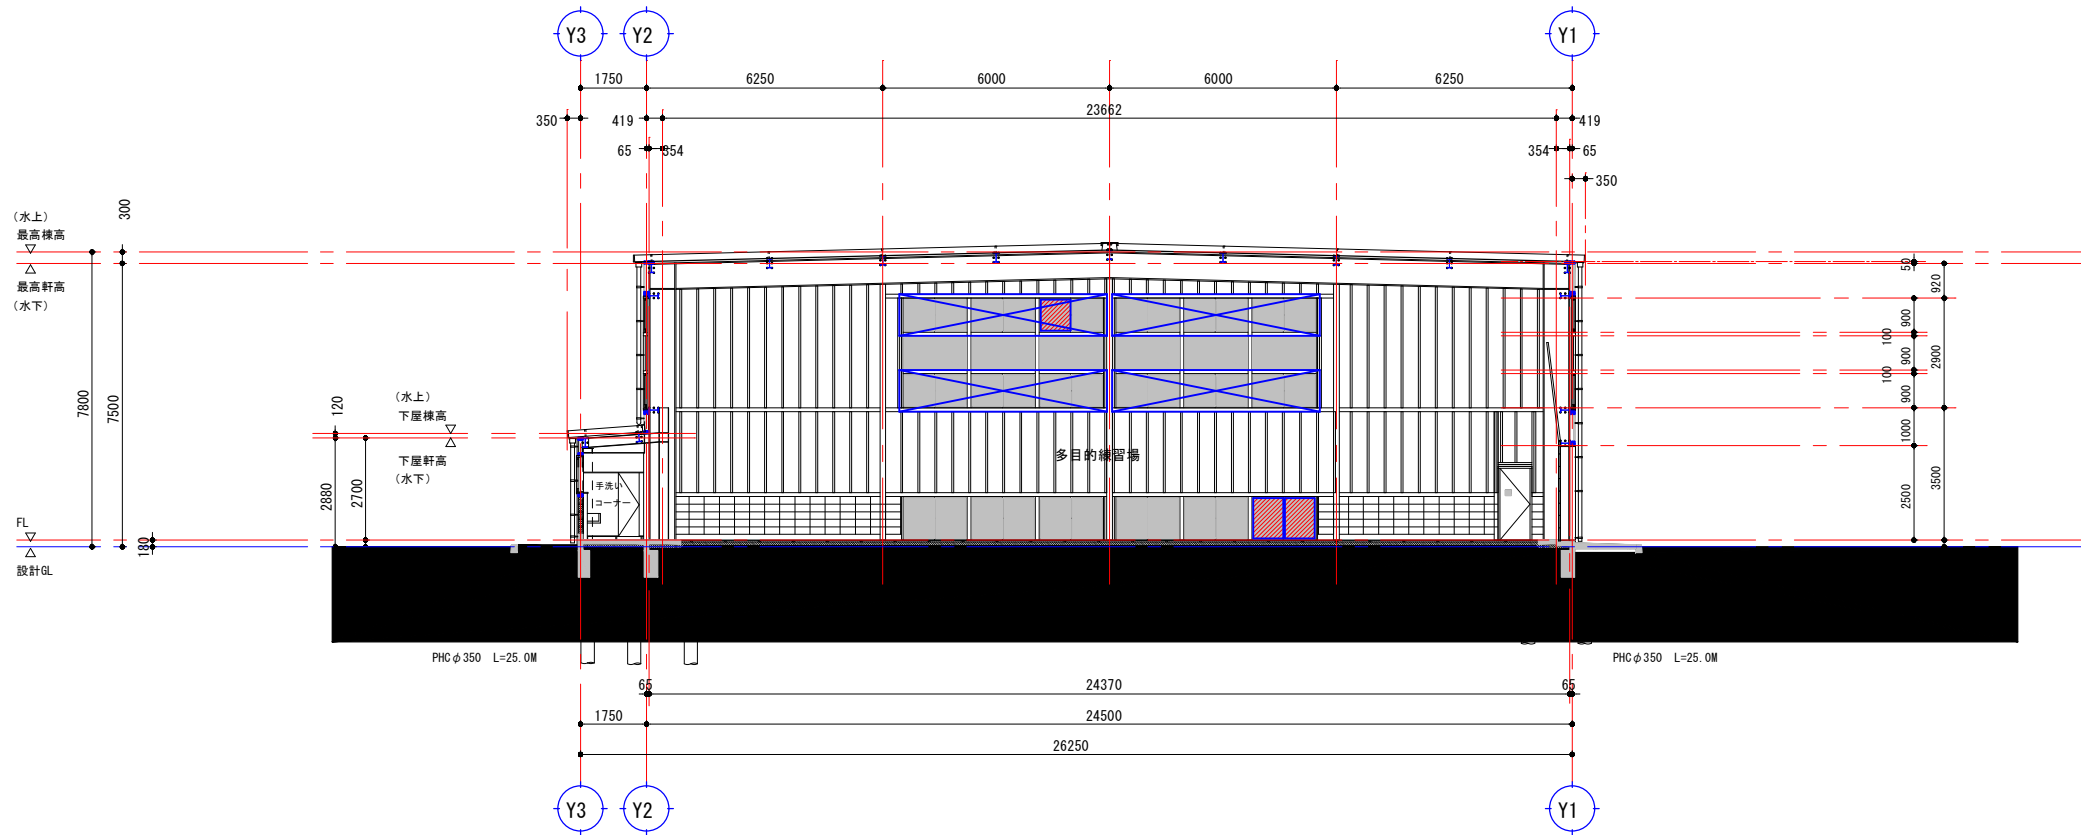 Y3 Y2 Y1
1750 6250 6000 6000 6250
350 419 23662 419
65 354 354 65
350
(水上)
最高棟高
300
最高軒高
(水下)
7800
7500
50
920
900
100
900
100
900
2900
1000
2500
3500
(水上)
下屋棟高
120
下屋軒高
(水下)
2880
2700
多目的練習場
手洗い
コーナー
FL
180
設計GL
PHCφ350 L=25.0M
PHCφ350 L=25.0M
65 24370 65
1750 24500
26250
Y3 Y2 Y1